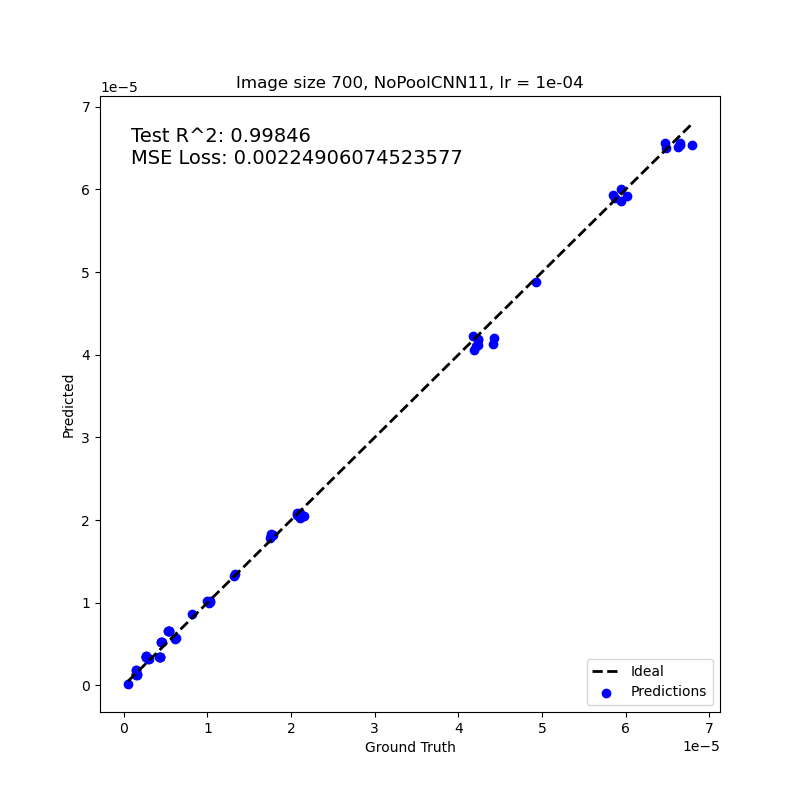 Image size 700, NoPoolCNN11, lr = 1e-04
1e−5
Test R^2: 0.99846
MSE Loss: 0.00224906074523577
7
6
5
4
3
2
1
0
Predicted
Ideal
Predictions
0 1 2 3 4 5 6 7
Ground Truth
1e−5